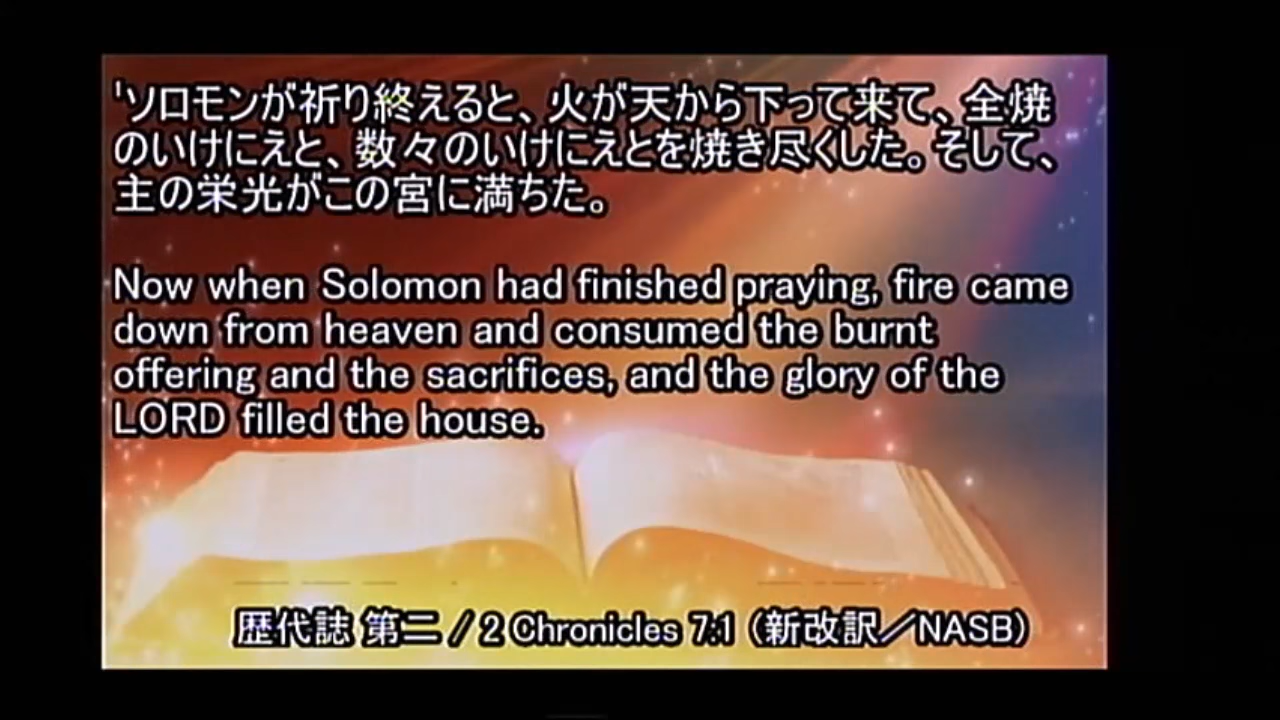 'ソロモンが祈り終えると、火が天から下って来て、全焼
のいけにえと、数々のいけにえとを焼き尽くした。そして、
主の栄光がこの宮に満ちた。
Now when Solomon had finished praying, fire came
down from heaven and consumed the burnt
offering and the sacrifices, and the glory of the
LORD filled the house.
歴代誌 第二 / 2 Chronicles 7:1 (新改訳／NASB)